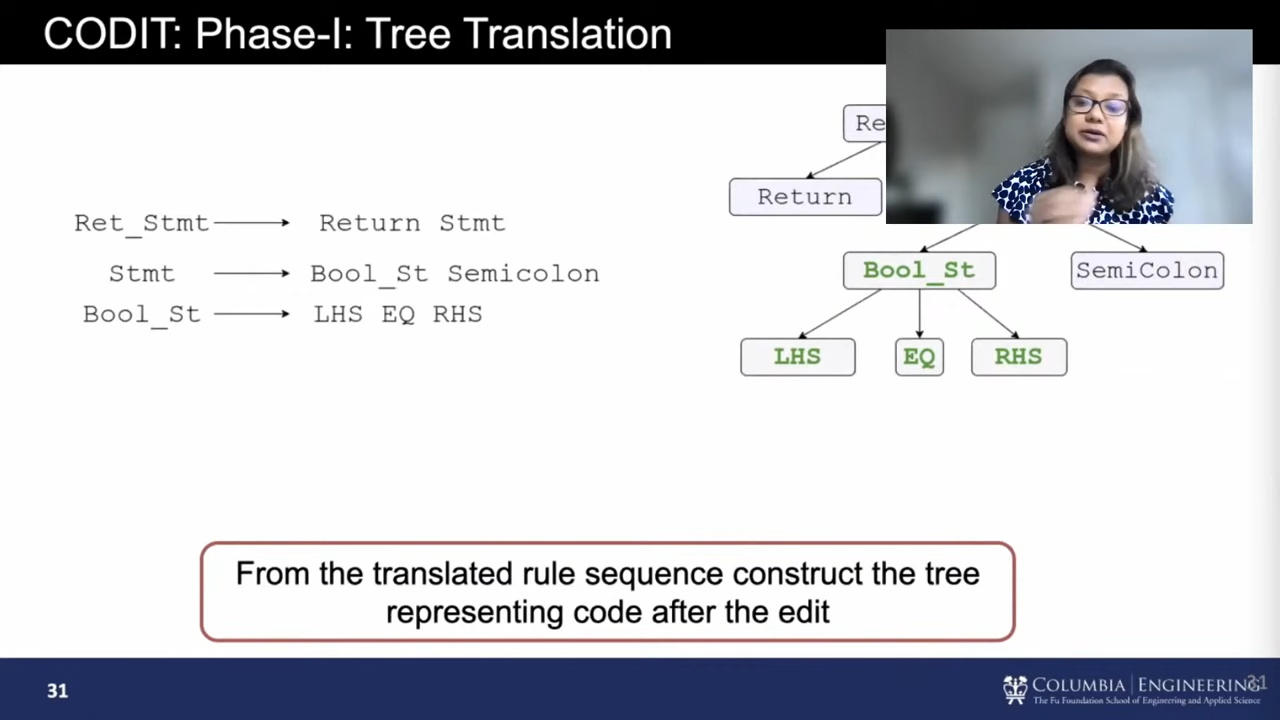 CODIT: Phase-I: Tree Translation
Re
Return
Ret_Stmt Return Stmt
Stmt Bool_St Semicolon
Bool_St LHS EQ RHS
Bool_St SemiColon
LHS EQ RHS
From the translated rule sequence construct the tree
representing code after the edit
31
COLUMBIA | ENGINEERING
The Fu Foundation School of Engineering and Applied Science
31